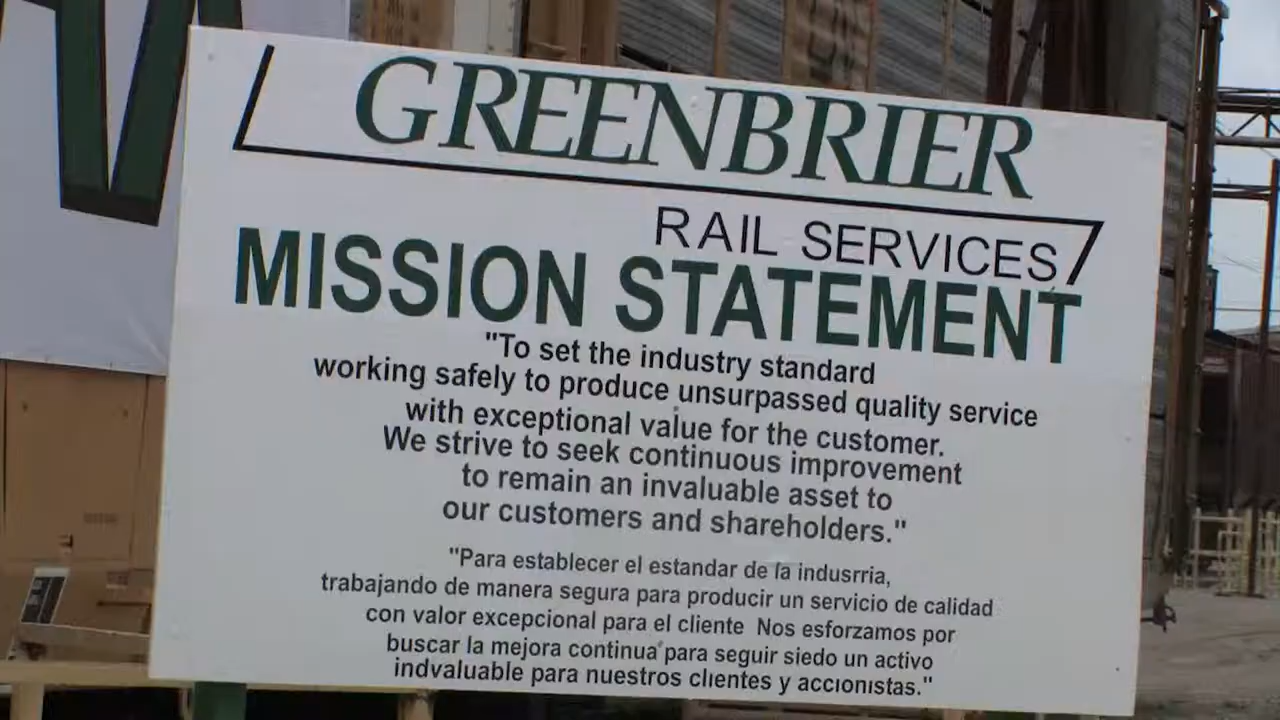 GREENBRIER
RAIL SERVICES
MISSION STATEMENT
"To set the industry standard
working safely to produce unsurpassed quality service
with exceptional value for the customer.
We strive to seek continuous improvement
to remain an invaluable asset to
our customers and shareholders."
"Para establecer el estandar de la indusrria,
trabajando de manera segura para producir un servicio de calidad
con valor excepcional para el cliente Nos esforzamos por
buscar la mejora continua para seguir siedo un activo
indvaluable para nuestros clientes y accionistas."